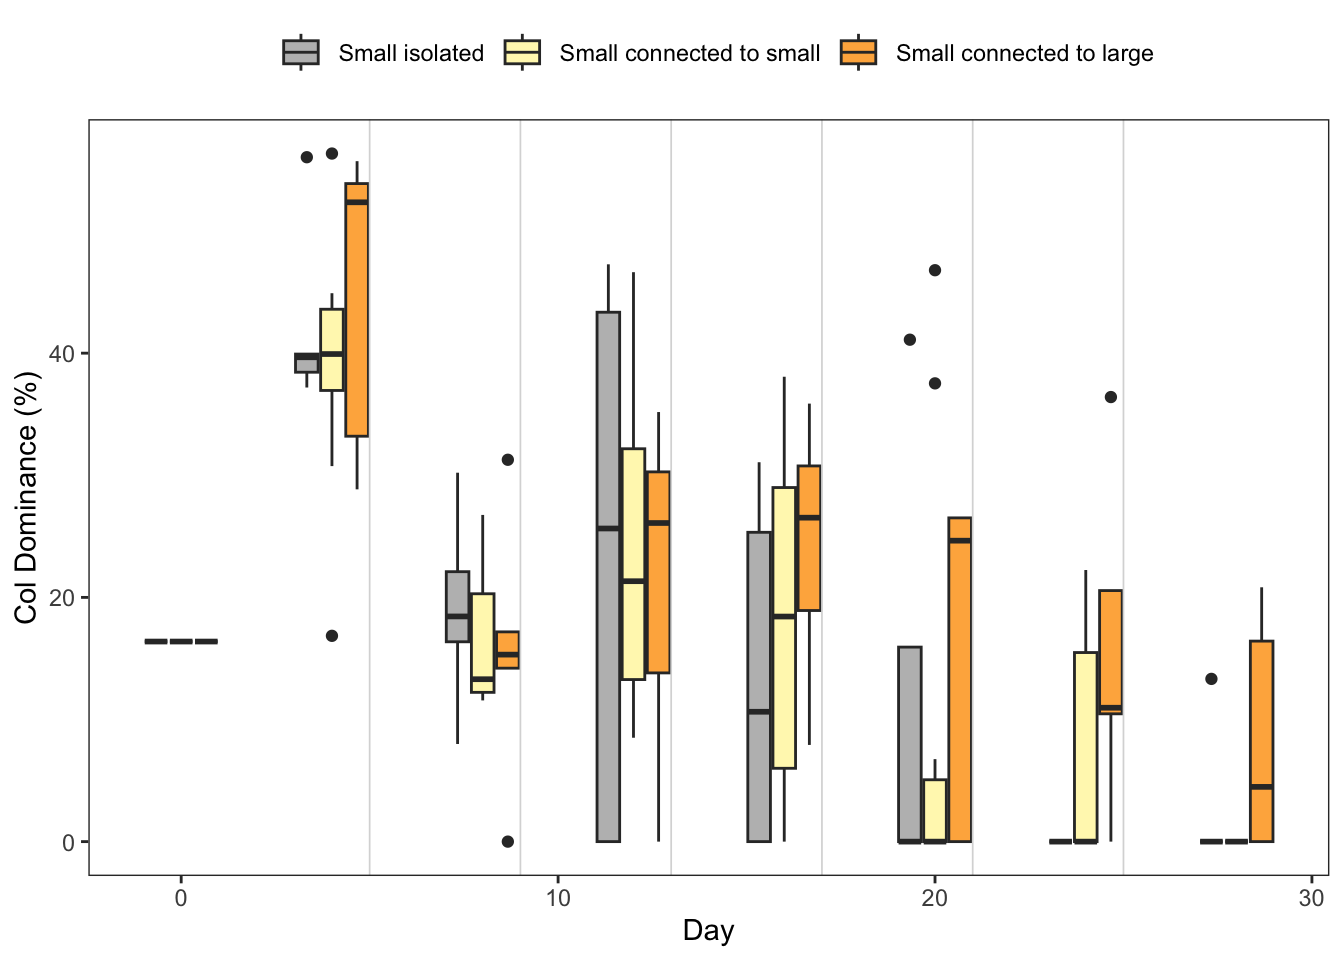 Small isolated Small connected to small Small connected to large
Col Dominance (%)
40
20
0
0 10 20 30
Day